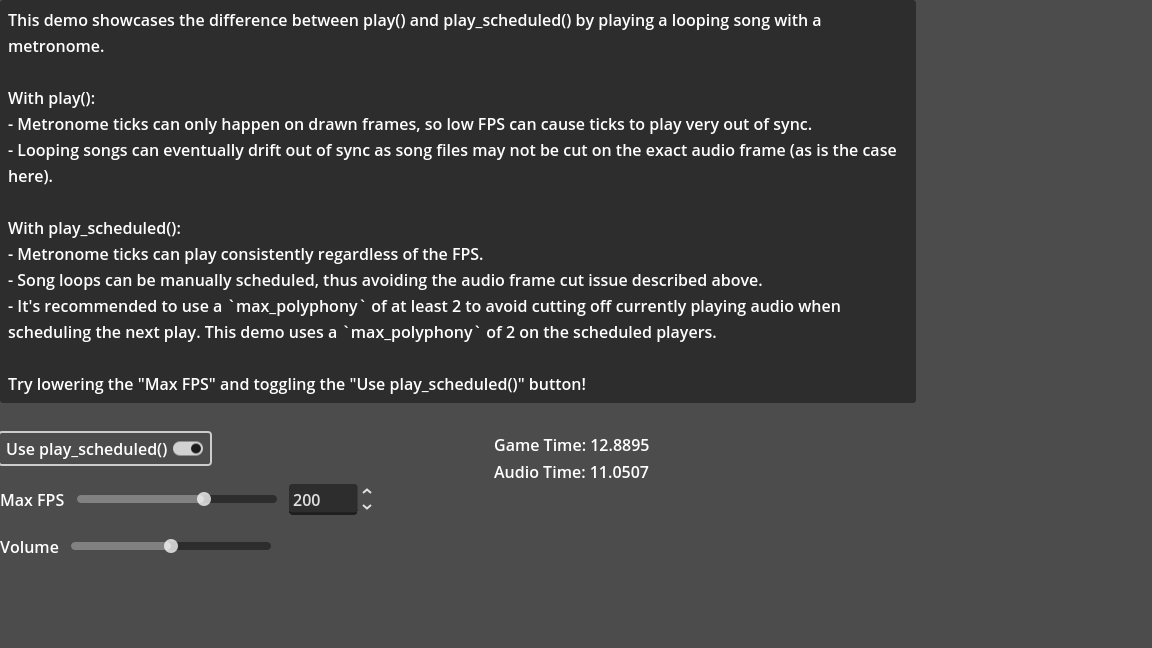 This demo showcases the difference between play() and play_scheduled() by playing a looping song with a
metronome.
With play():
- Metronome ticks can only happen on drawn frames, so low FPS can cause ticks to play very out of sync.
- Looping songs can eventually drift out of sync as song files may not be cut on the exact audio frame (as is the case
here).
With play_scheduled():
- Metronome ticks can play consistently regardless of the FPS.
- Song loops can be manually scheduled, thus avoiding the audio frame cut issue described above.
- It's recommended to use a `max_polyphony` of at least 2 to avoid cutting off currently playing audio when
scheduling the next play. This demo uses a `max_polyphony` of 2 on the scheduled players.
Try lowering the "Max FPS" and toggling the "Use play_scheduled()" button!
Use play_scheduled()
Game Time: 12.8895
Audio Time: 11.0507
Max FPS 200
Volume